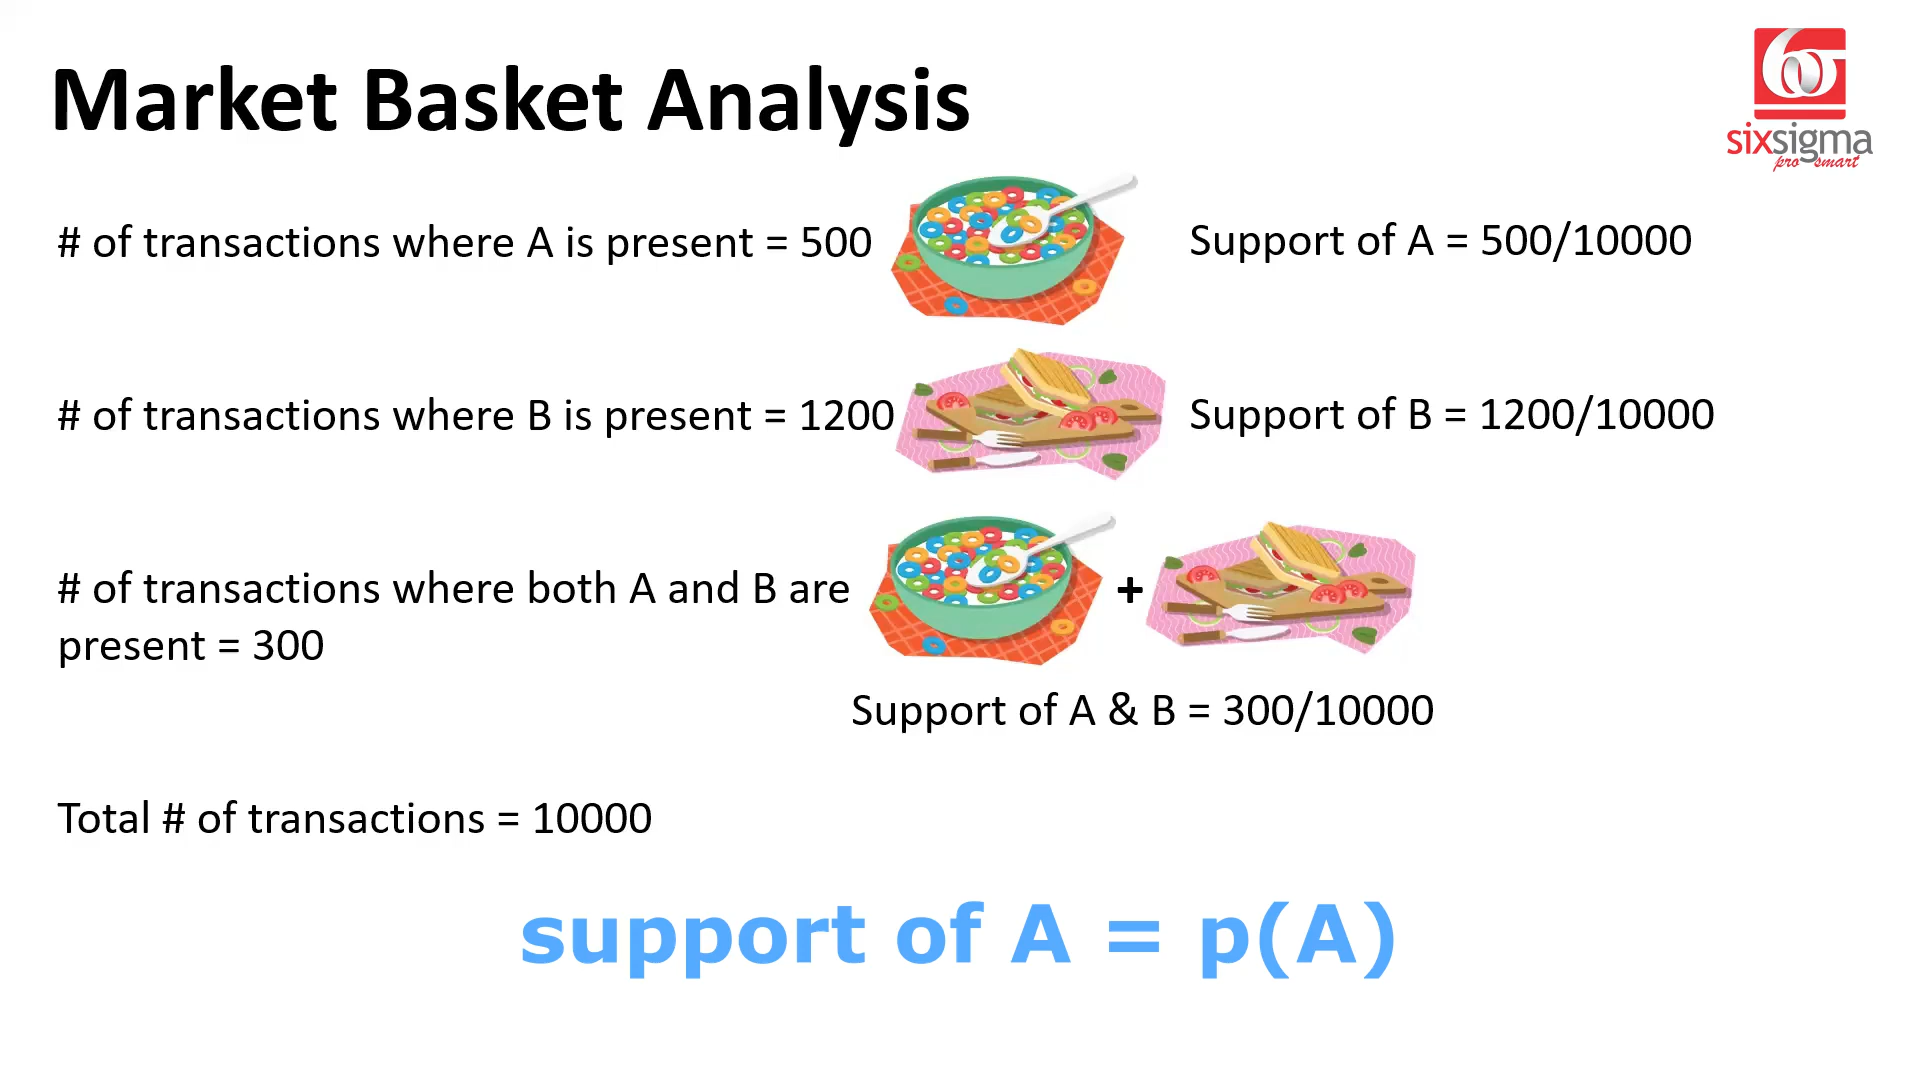 Market Basket Analysis
sixsigma
pro smart
# of transactions where A is present = 500
Support of A = 500/10000
# of transactions where B is present = 1200
Support of B = 1200/10000
# of transactions where both A and B are
present = 300
+
Support of A & B = 300/10000
Total # of transactions = 10000
support of A = p(A)